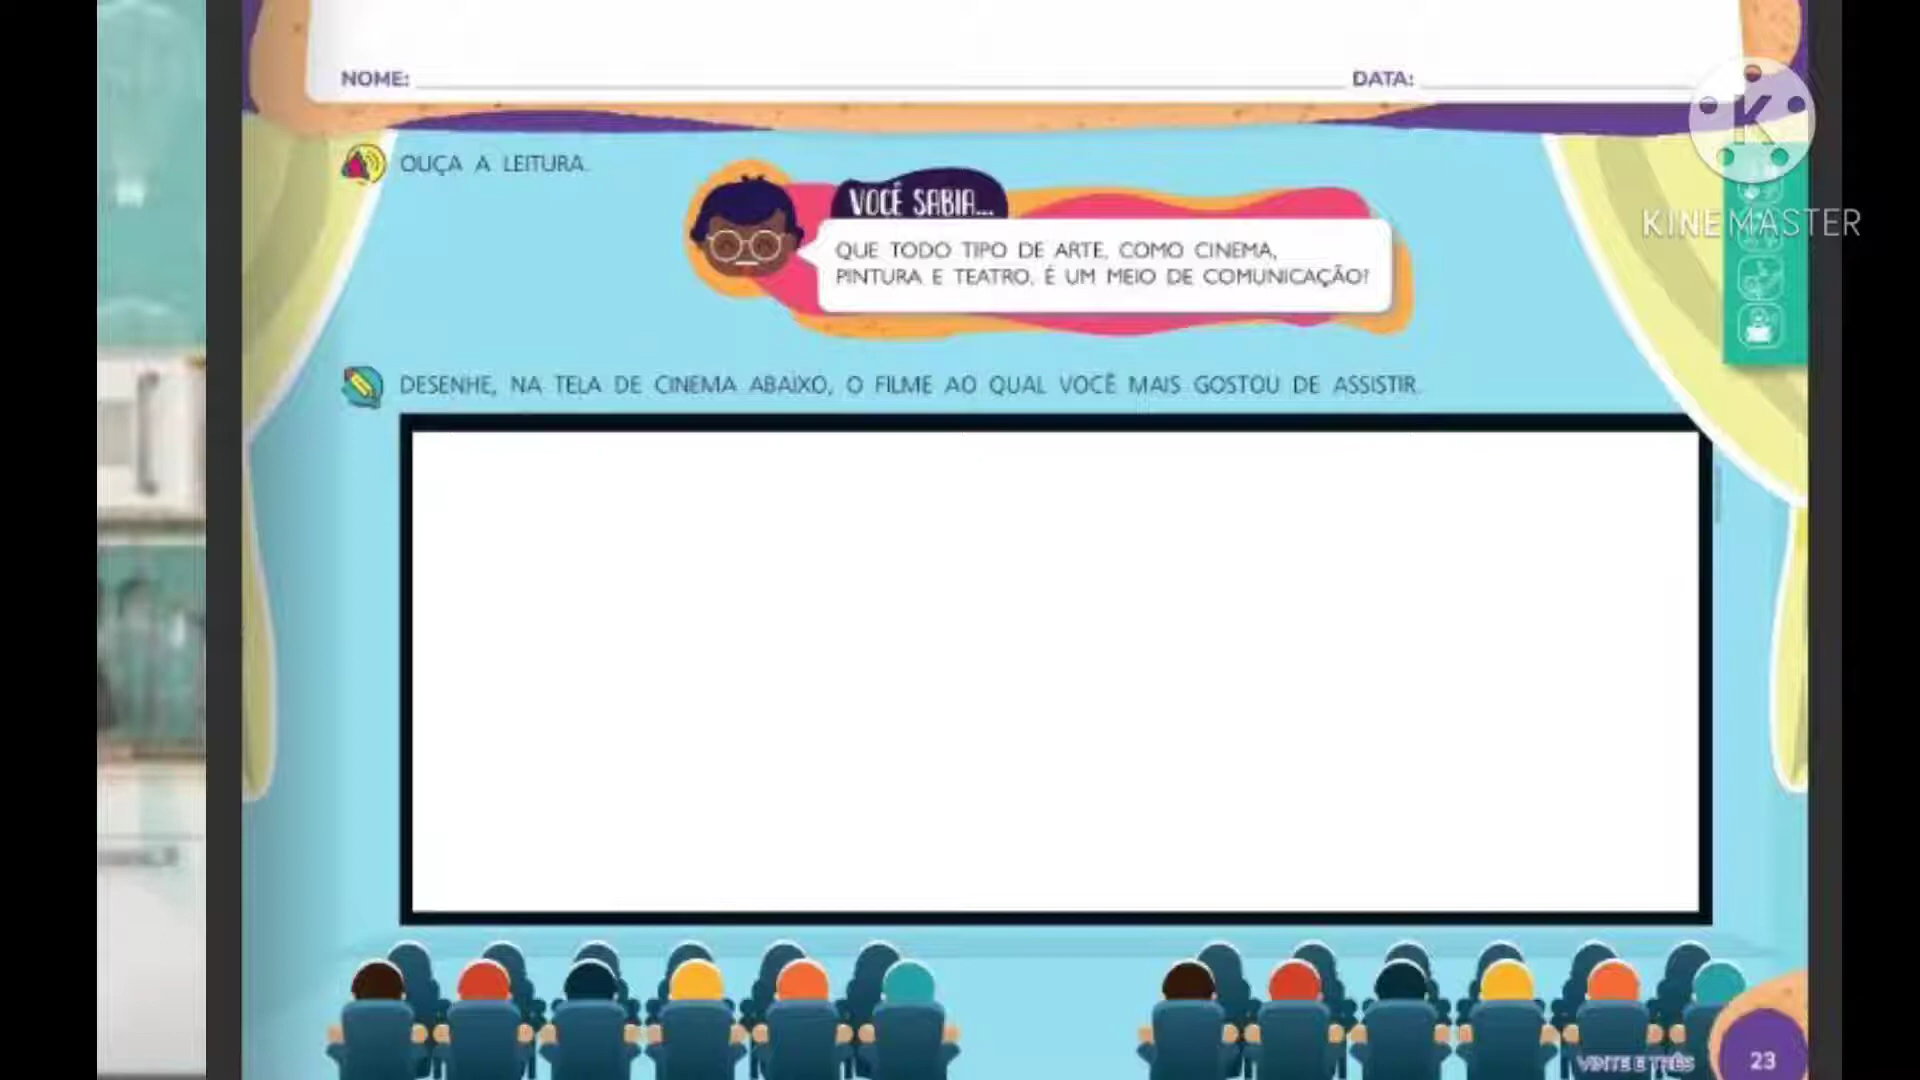 NOME: DATA:
K
KINEMASTER
OUÇA A LEITURA.
VOCÊ SABIA...
QUE TODO TIPO DE ARTE, COMO CINEMA,
PINTURA E TEATRO, É UM MEIO DE COMUNICAÇÃO?
DESENHE, NA TELA DE CINEMA ABAIXO, O FILME AO QUAL VOCÊ MAIS GOSTOU DE ASSISTIR.
VINTE E TRÊS 23